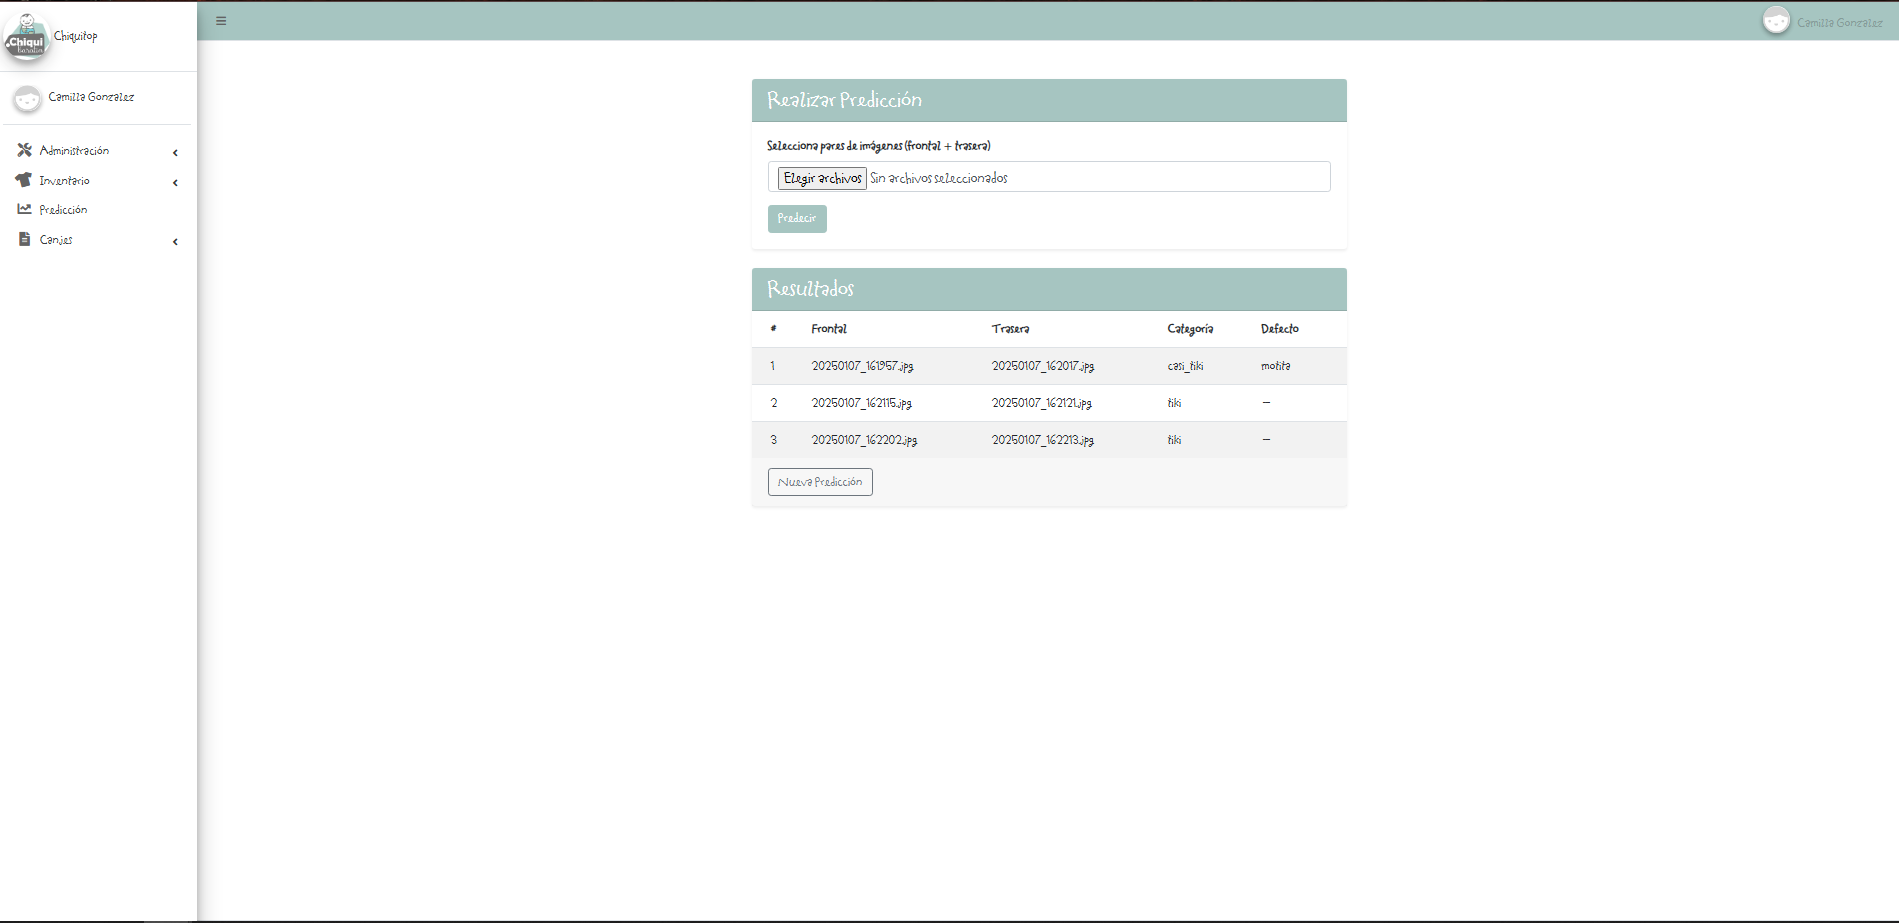 Chiquitop
.Chiqui
Camilla Gonzalez
Camilla Gonzalez
Administración
Inventario
Predicción
Canjes
Realizar Predicción
Selecciona pares de imágenes (frontal + trasera)
Elegir archivos Sin archivos seleccionados
Predecir
Resultados
# Frontal Trasera Categoría Defecto
1 20250107_161957.jpg 20250107_162017.jpg casi_tiki motita
2 20250107_162115.jpg 20250107_162121.jpg tiki —
3 20250107_162202.jpg 20250107_162213.jpg tiki —
Nueva Predicción